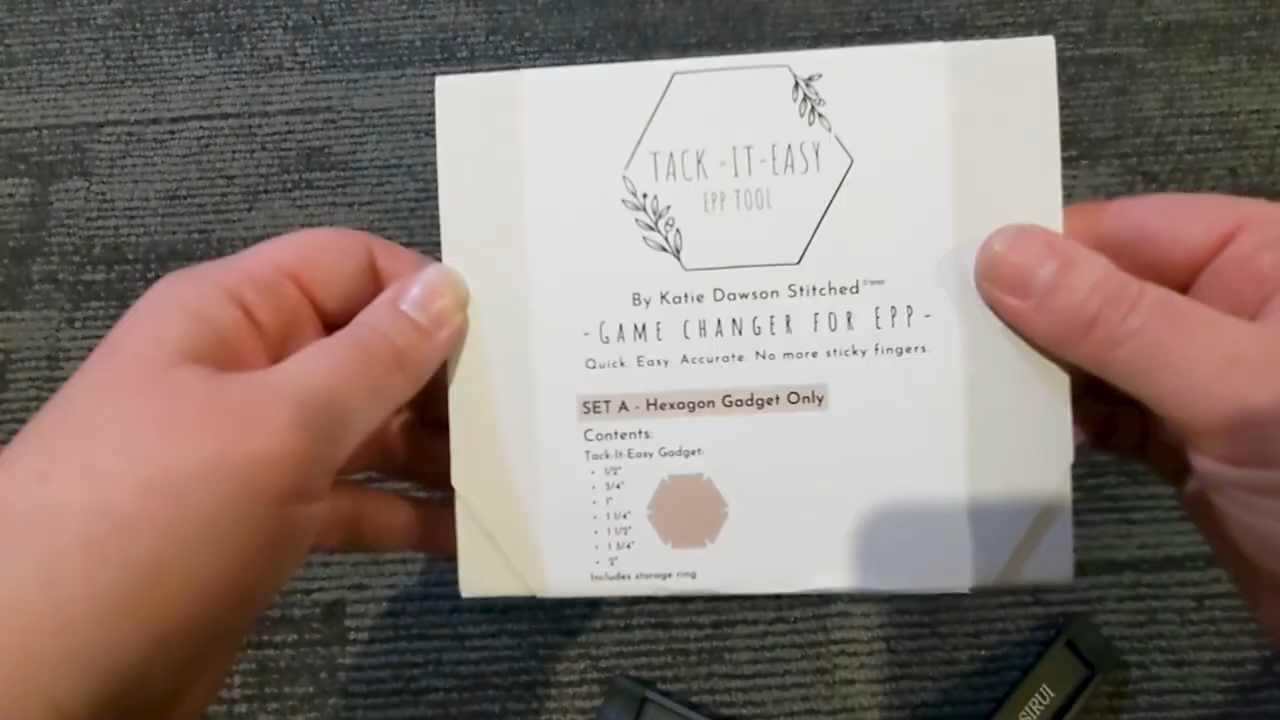 TACK-IT-EASY
EPP TOOL
By Katie Dawson Stitched
-GAME CHANGER FOR EPP-
Quick. Easy. Accurate. No more sticky fingers.
SET A - Hexagon Gadget Only
Contents:
Tack-It-Easy Gadget:
• 1/2"
• 3/4"
• 1"
• 1 1/4"
• 1 1/2"
• 1 3/4"
• 2"
Includes storage ring
SIRUI